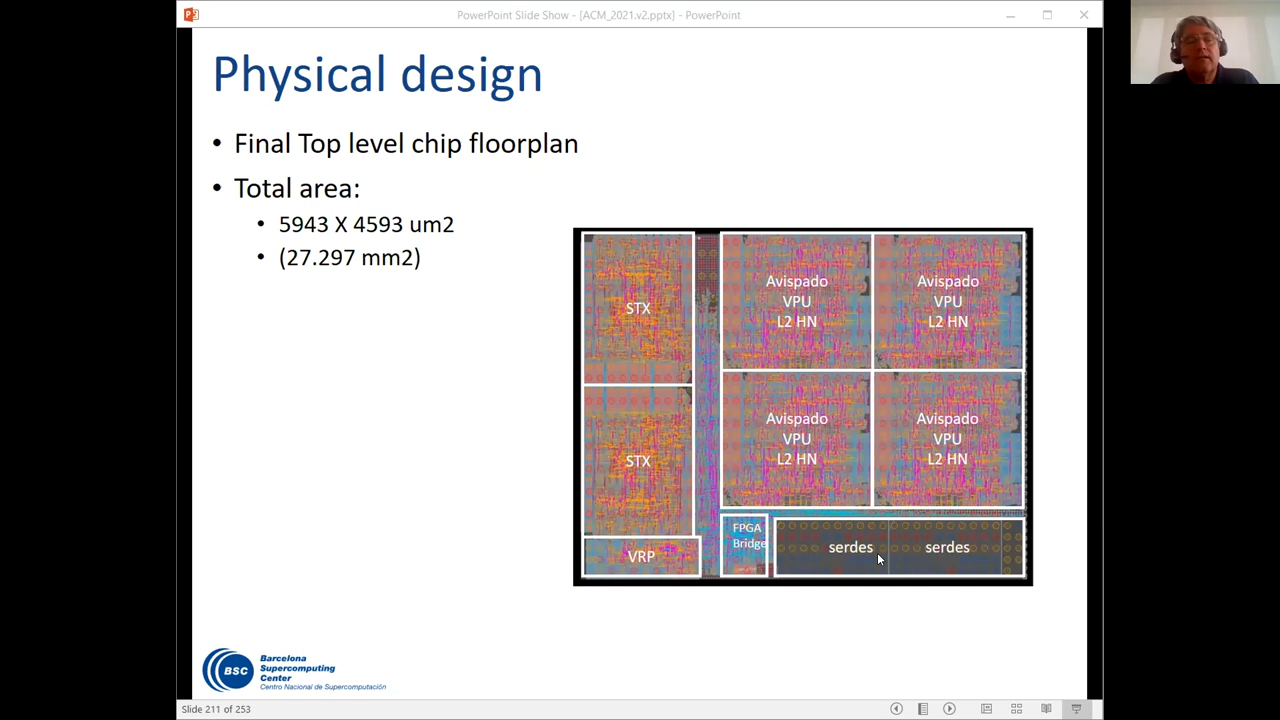 PowerPoint Slide Show - [ACM_2021.v2.pptx] - PowerPoint
Physical design
• Final Top level chip floorplan
• Total area:
• 5943 X 4593 um2
• (27.297 mm2)
STX
Avispado
VPU
L2 HN
Avispado
VPU
L2 HN
STX
Avispado
VPU
L2 HN
Avispado
VPU
L2 HN
VRP
FPGA
Bridge
serdes
serdes
BSC
Barcelona
Supercomputing
Center
Centro Nacional de Supercomputación
Slide 211 of 253